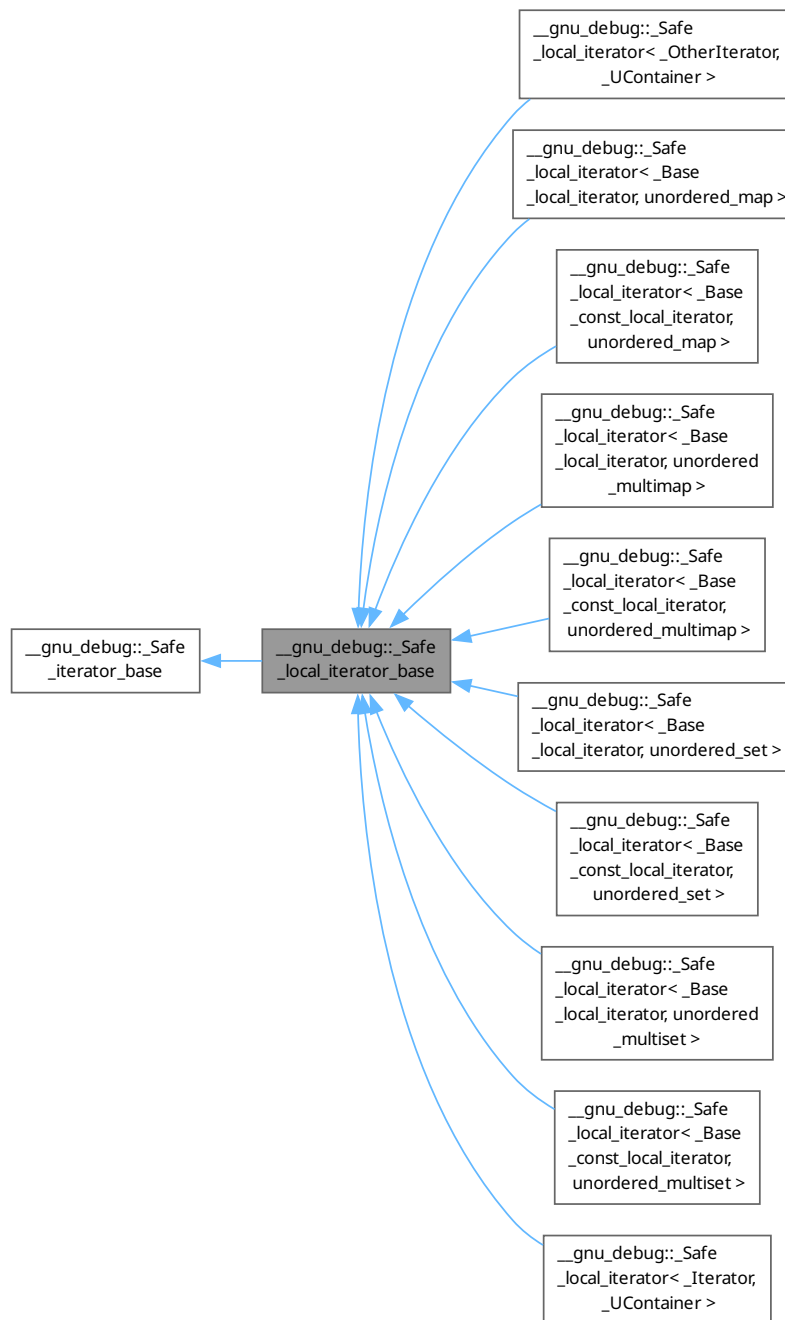 __gnu_debug::_Safe
_local_iterator< _OtherIterator,
_UContainer >
__gnu_debug::_Safe
_local_iterator< _Base
_local_iterator, unordered_map >
__gnu_debug::_Safe
_local_iterator< _Base
_const_local_iterator,
unordered_map >
__gnu_debug::_Safe
_local_iterator< _Base
_local_iterator, unordered
_multimap >
__gnu_debug::_Safe
_local_iterator< _Base
_const_local_iterator,
unordered_multimap >
__gnu_debug::_Safe
_iterator_base
__gnu_debug::_Safe
_local_iterator_base
__gnu_debug::_Safe
_local_iterator< _Base
_local_iterator, unordered_set >
__gnu_debug::_Safe
_local_iterator< _Base
_const_local_iterator,
unordered_set >
__gnu_debug::_Safe
_local_iterator< _Base
_local_iterator, unordered
_multiset >
__gnu_debug::_Safe
_local_iterator< _Base
_const_local_iterator,
unordered_multiset >
__gnu_debug::_Safe
_local_iterator< _Iterator,
_UContainer >